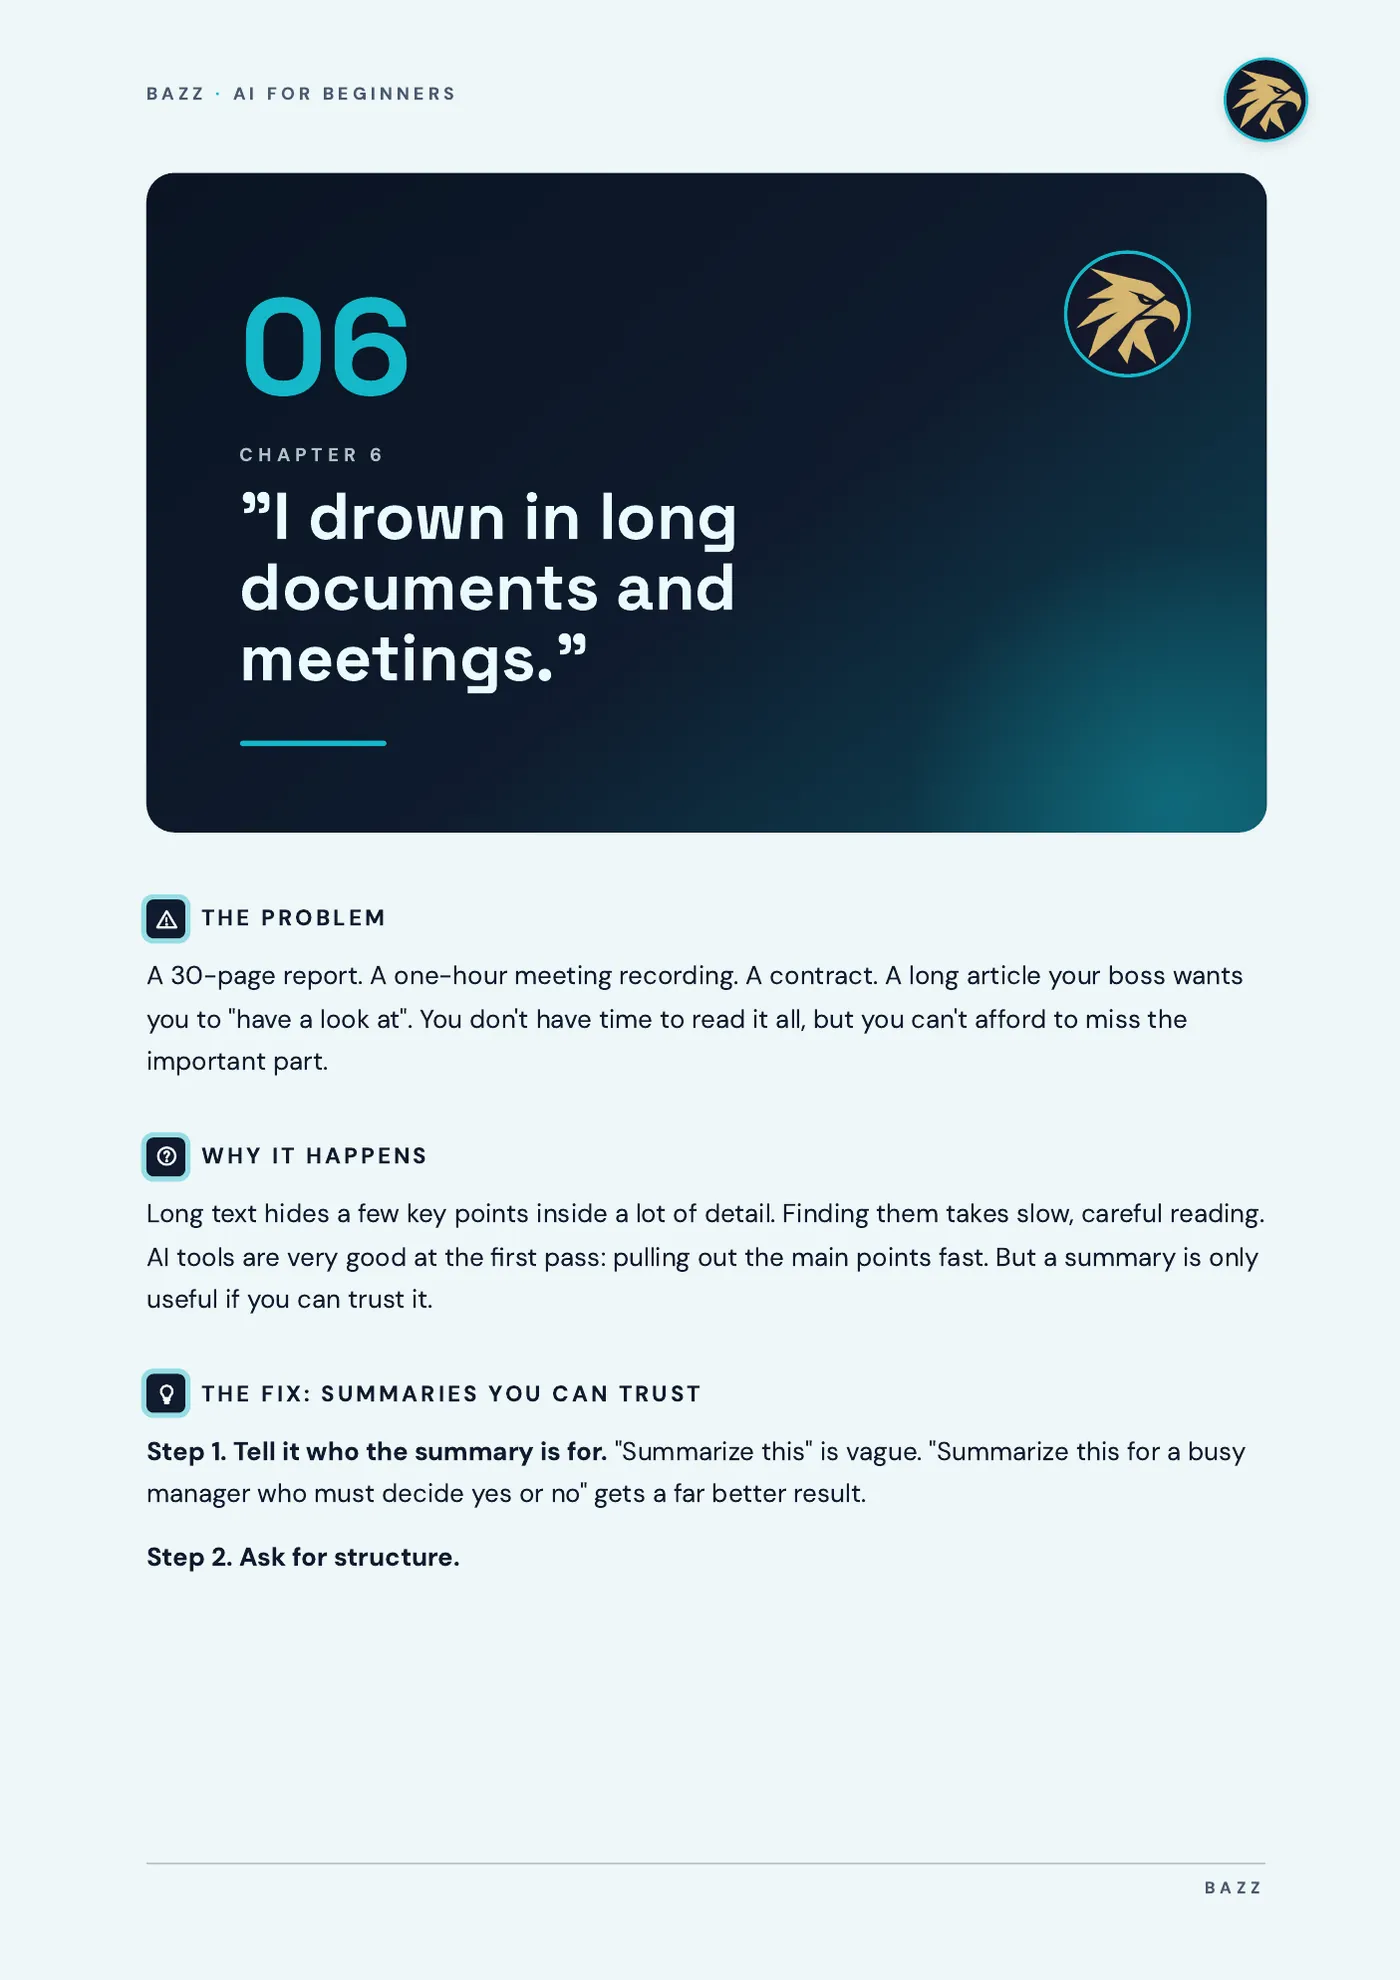 BAZZ · AI FOR BEGINNERS
06
CHAPTER 6
”I drown in long
documents and
meetings.”
THE PROBLEM
A 30-page report. A one-hour meeting recording. A contract. A long article your boss wants
you to "have a look at". You don't have time to read it all, but you can't afford to miss the
important part.
WHY IT HAPPENS
Long text hides a few key points inside a lot of detail. Finding them takes slow, careful reading.
AI tools are very good at the first pass: pulling out the main points fast. But a summary is only
useful if you can trust it.
THE FIX: SUMMARIES YOU CAN TRUST
Step 1. Tell it who the summary is for. "Summarize this" is vague. "Summarize this for a busy
manager who must decide yes or no" gets a far better result.
Step 2. Ask for structure.
BAZZ